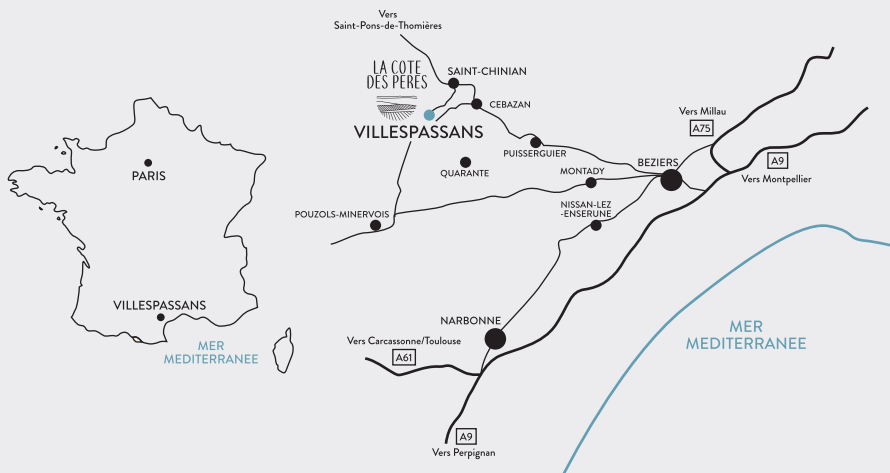 PARIS
VILLESPASSANS
MER
MEDITERRANEE
Vers
Saint-Pons-de-Thomières
LA COTE
DES PERES
SAINT-CHINIAN
CEBAZAN
VILLESPASSANS
PUISSERGUIER
QUARANTE
MONTADY
BEZIERS
Vers Millau
A75
A9
Vers Montpellier
POUZOLS-MINERVOIS
NISSAN-LEZ
-ENSERUNE
NARBONNE
Vers Carcassonne/Toulouse
A61
A9
Vers Perpignan
MER
MEDITERRANEE